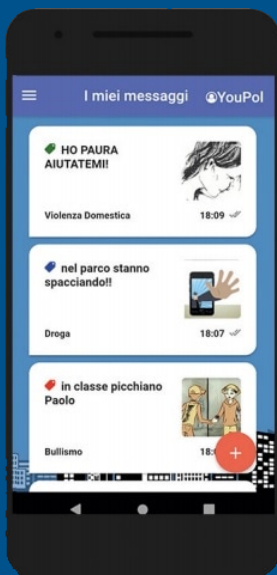 I miei messaggi
YouPol
HO PAURA
AIUTATEMI!
Violenza Domestica
18:09
nel parco stanno
spacciando!!
Droga
18:07
in classe picchiano
Paolo
Bullismo